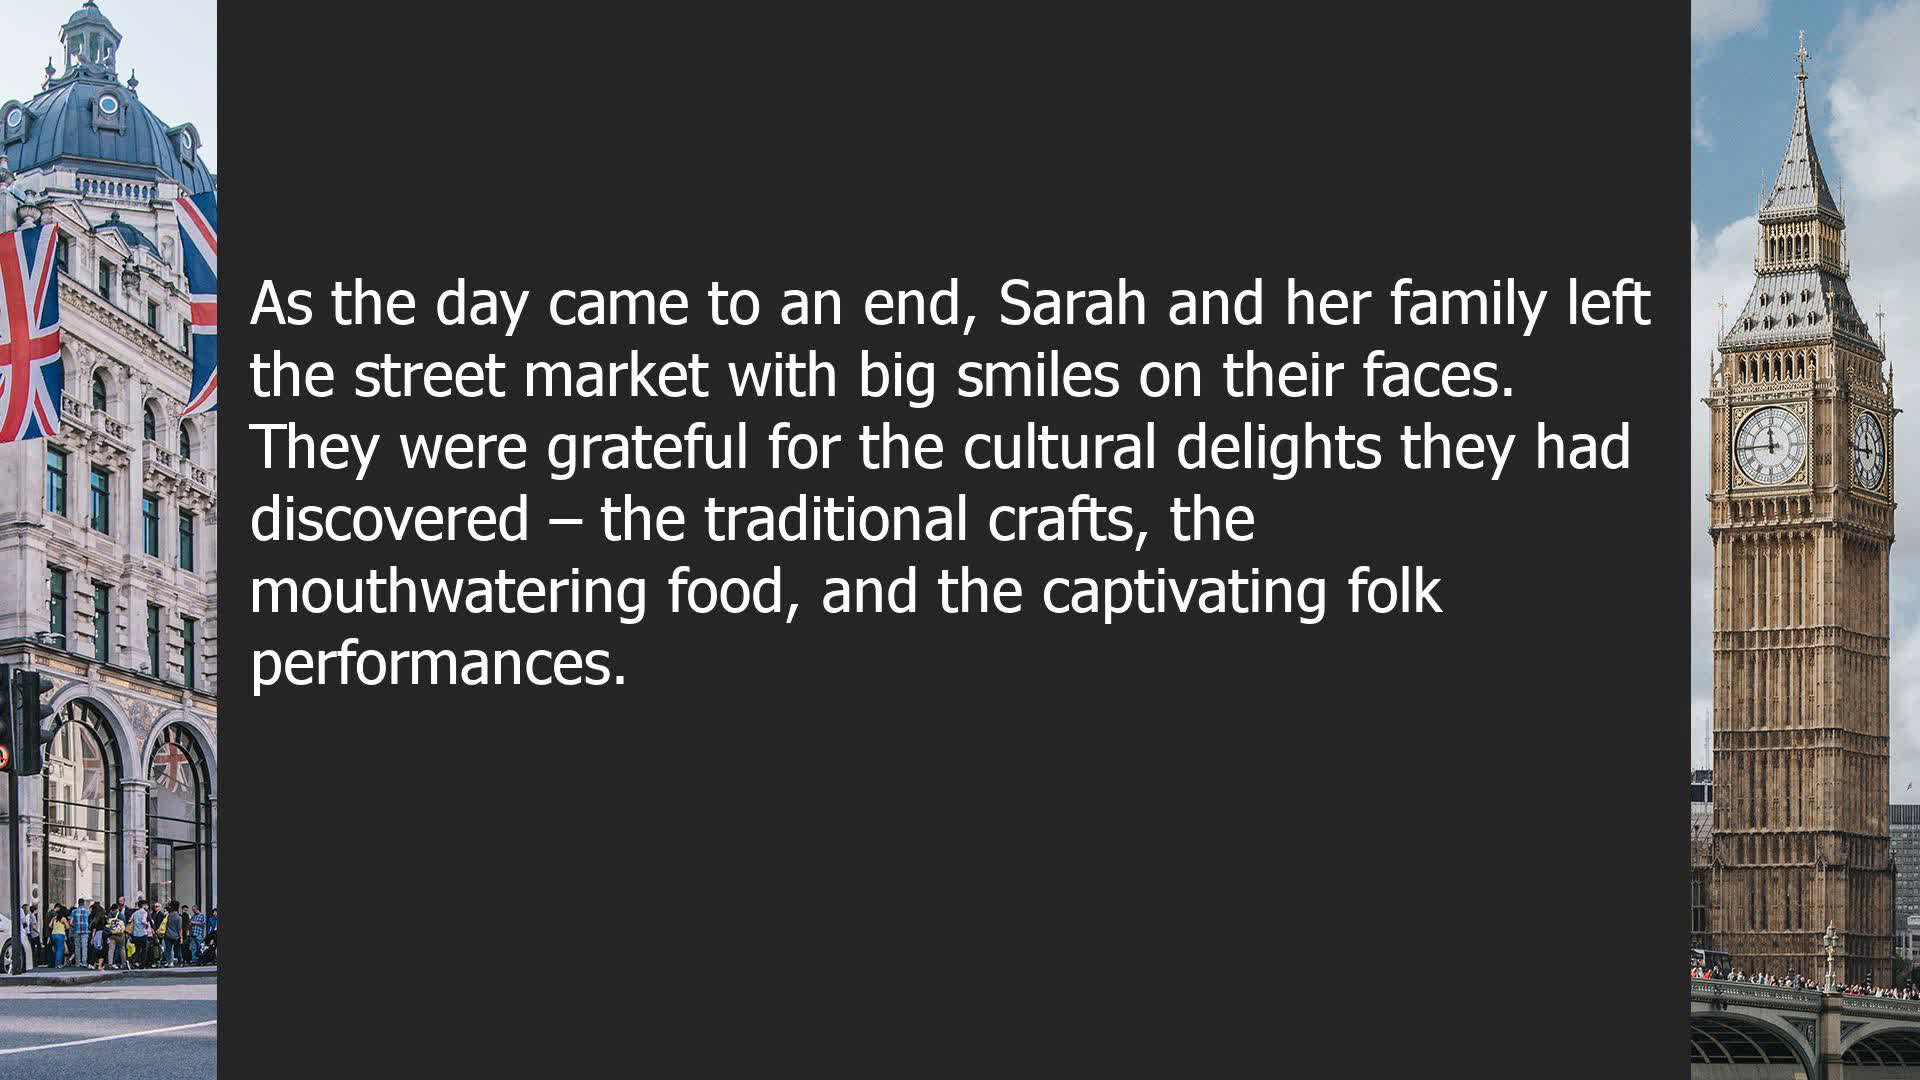 As the day came to an end, Sarah and her family left
the street market with big smiles on their faces.
They were grateful for the cultural delights they had
discovered – the traditional crafts, the
mouthwatering food, and the captivating folk
performances.